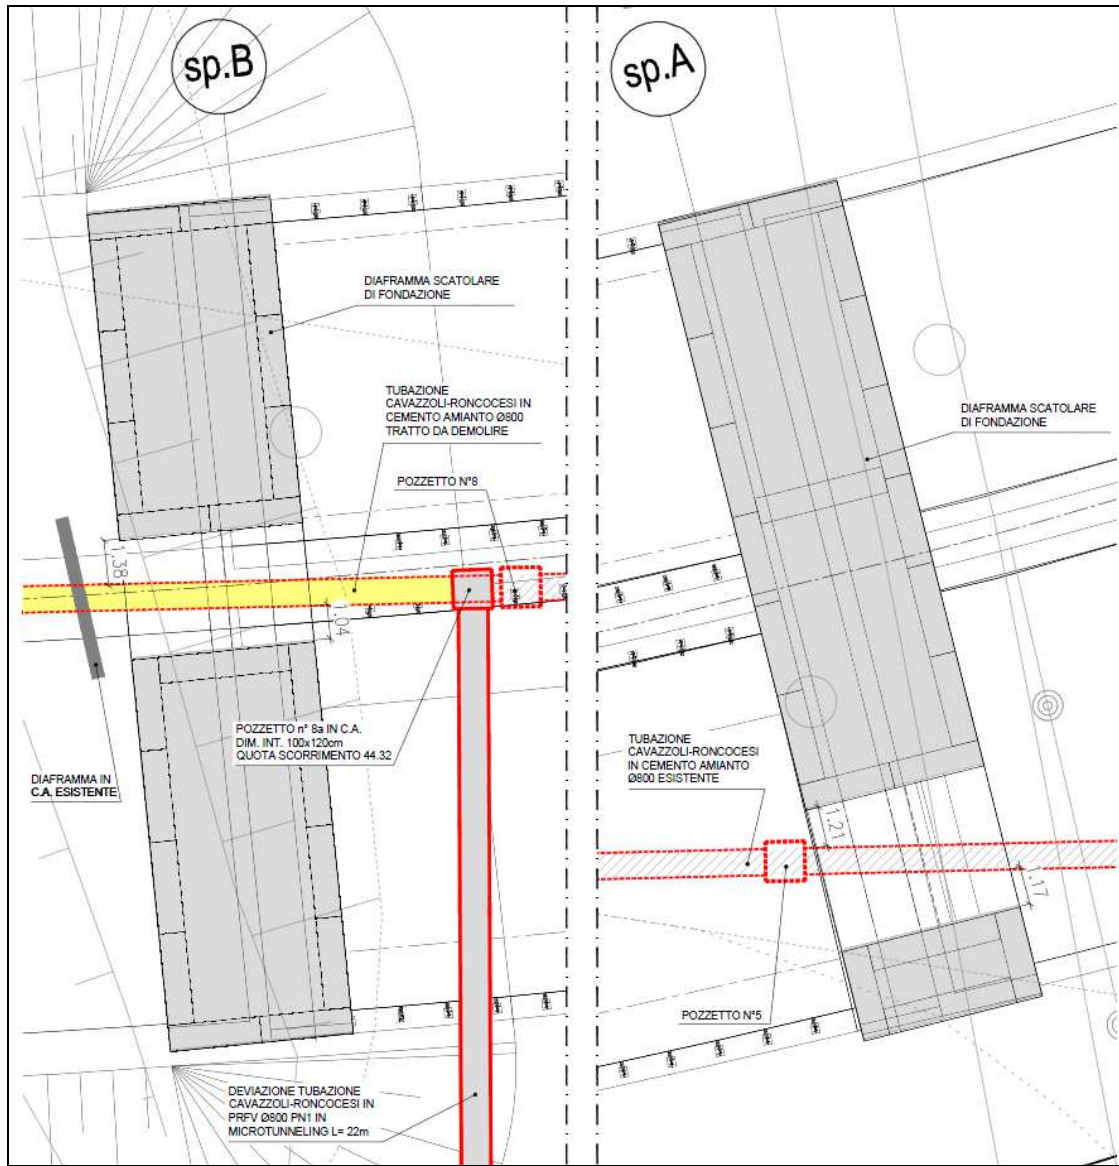 sp.B
sp.A
DIAFRAMMA SCATOLARE
DI FONDAZIONE
TUBAZIONE
CAVAZZOLI-RONCOCESI IN
CEMENTO AMIANTO Ø800
TRATTO DA DEMOLIRE
POZZETTO N°8
1.38
1.04
POZZETTO n° 8a IN C.A.
DIM. INT. 100x120cm
QUOTA SCORRIMENTO 44.32
DIAFRAMMA IN
C.A. ESISTENTE
DEVIAZIONE TUBAZIONE
CAVAZZOLI-RONCOCESI IN
PRFV Ø800 PN1 IN
MICROTUNNELING L= 22m
DIAFRAMMA SCATOLARE
DI FONDAZIONE
TUBAZIONE
CAVAZZOLI-RONCOCESI
IN CEMENTO AMIANTO
Ø800 ESISTENTE
1.21
1.17
POZZETTO N°5